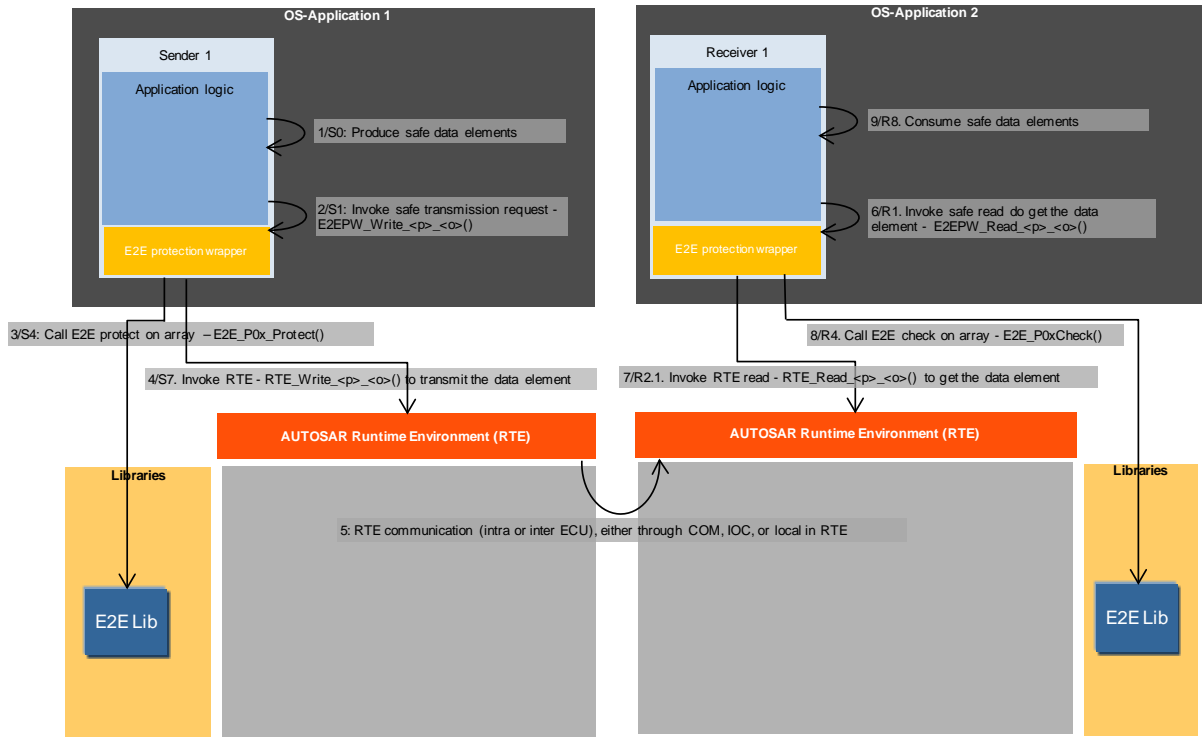 OS-Application 1
Sender 1
Application logic
1/S0: Produce safe data elements
2/S1: Invoke safe transmission request -
E2EPW_Write_<p>_<o>()
E2E protection wrapper
3/S4: Call E2E protect on array – E2E_P0x_Protect()
4/S7. Invoke RTE - RTE_Write_<p>_<o>() to transmit the data element
AUTOSAR Runtime Environment (RTE)
Libraries
E2E Lib
OS-Application 2
Receiver 1
Application logic
9/R8. Consume safe data elements
6/R1. Invoke safe read do get the data
element - E2EPW_Read_<p>_<o>()
E2E protection wrapper
8/R4. Call E2E check on array - E2E_P0xCheck()
7/R2.1. Invoke RTE read - RTE_Read_<p>_<o>() to get the data element
AUTOSAR Runtime Environment (RTE)
Libraries
5: RTE communication (intra or inter ECU), either through COM, IOC, or local in RTE
E2E Lib